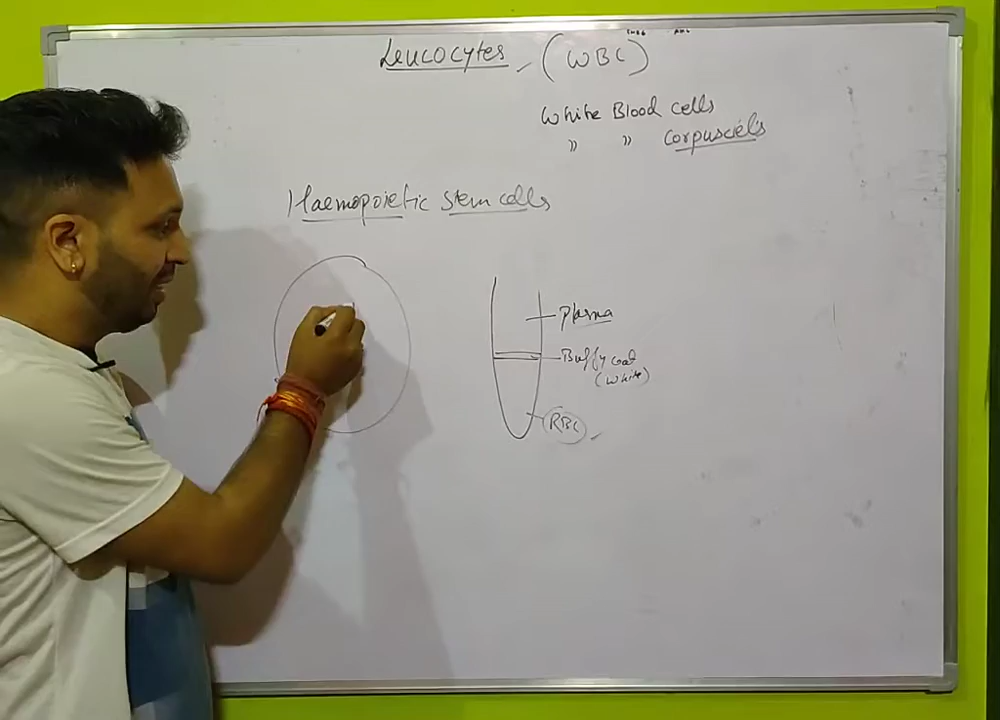 Leucocytes (WBC)
White Blood cells
" " Corpuscels
Haemopoietic stem cells
Plasma
Buffy coat
(White)
RBC